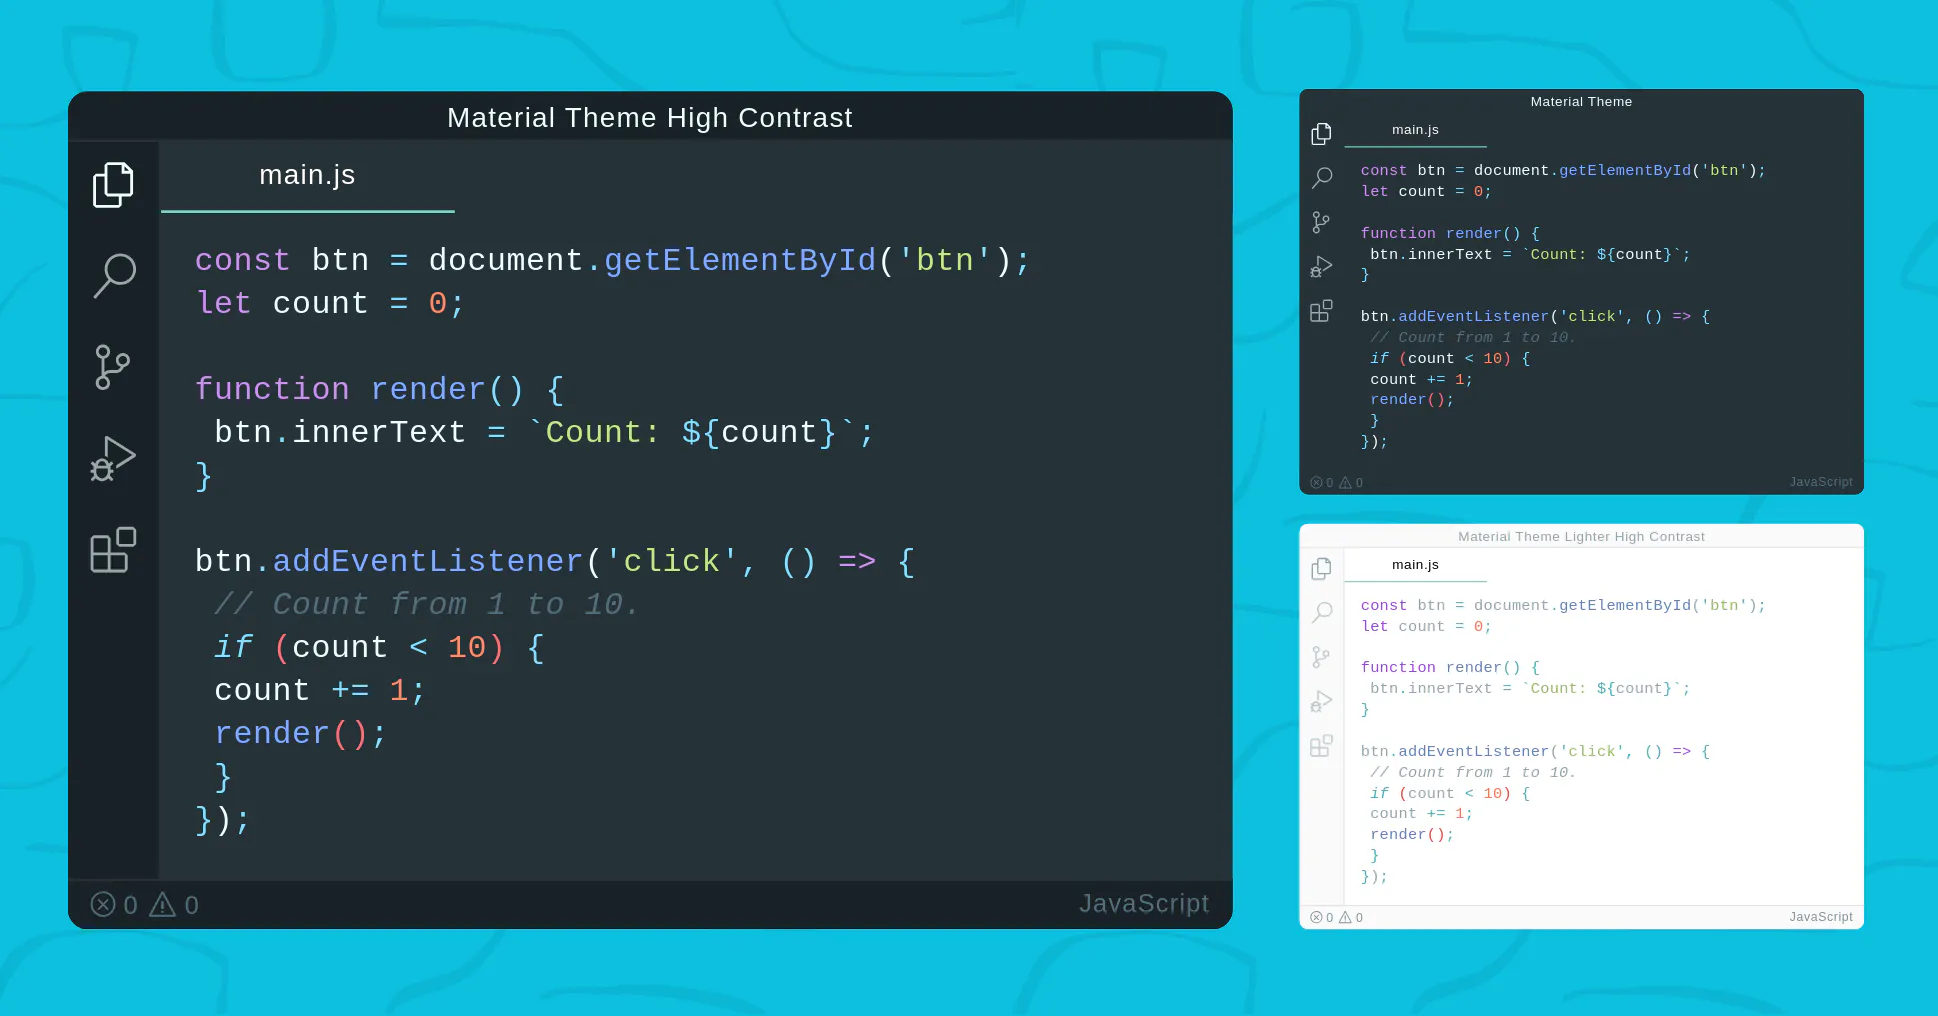 Material Theme High Contrast
main.js
const btn = document.getElementById('btn');
let count = 0;
function render() {
 btn.innerText = `Count: ${count}`;
}
btn.addEventListener('click', () => {
 // Count from 1 to 10.
 if (count < 10) {
 count += 1;
 render();
 }
});
0 0
JavaScript
Material Theme
main.js
const btn = document.getElementById('btn');
let count = 0;
function render() {
 btn.innerText = `Count: ${count}`;
}
btn.addEventListener('click', () => {
 // Count from 1 to 10.
 if (count < 10) {
 count += 1;
 render();
 }
});
0 0
JavaScript
Material Theme Lighter High Contrast
main.js
const btn = document.getElementById('btn');
let count = 0;
function render() {
 btn.innerText = `Count: ${count}`;
}
btn.addEventListener('click', () => {
 // Count from 1 to 10.
 if (count < 10) {
 count += 1;
 render();
 }
});
0 0
JavaScript